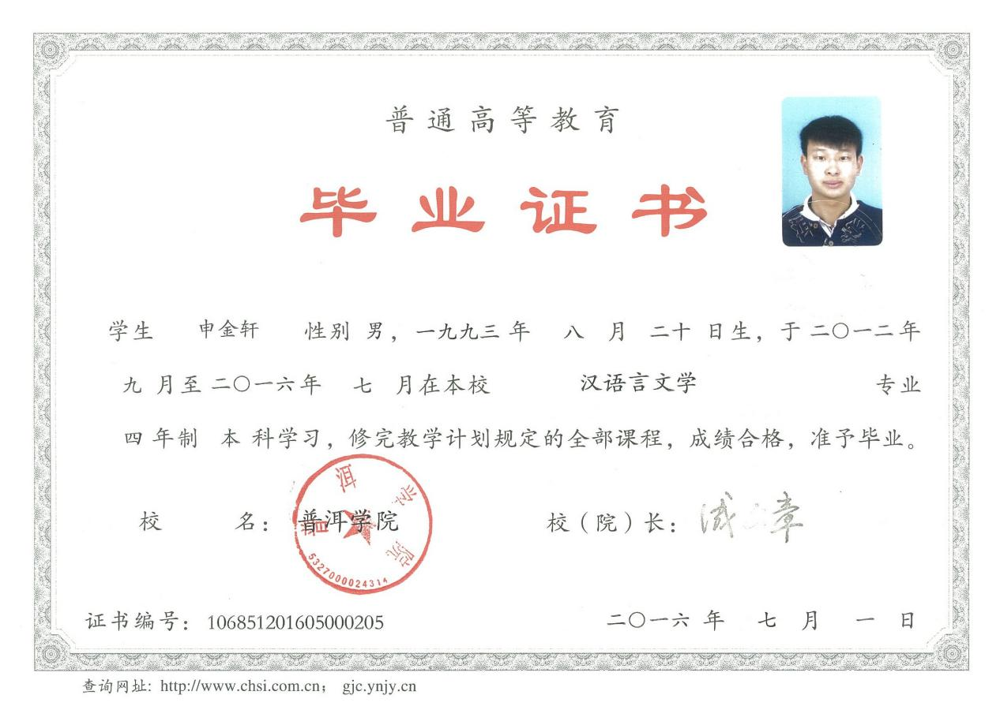 普通高等教育
毕业证书
学生 申金轩 性别 男，一九九三 年 八 月 二十 日生，于 二〇一二年
九 月至 二〇一六年 七 月在本校 汉语言文学 专业
四 年制 本 科学习，修完教学计划规定的全部课程，成绩合格，准予毕业。
校 名：普洱学院
普洱学院
5327000024314
校（院）长：
证书编号：106851201605000205
二〇一六 年 七 月 一 日
查询网址：http://www.chsi.com.cn； gjc.ynjy.cn